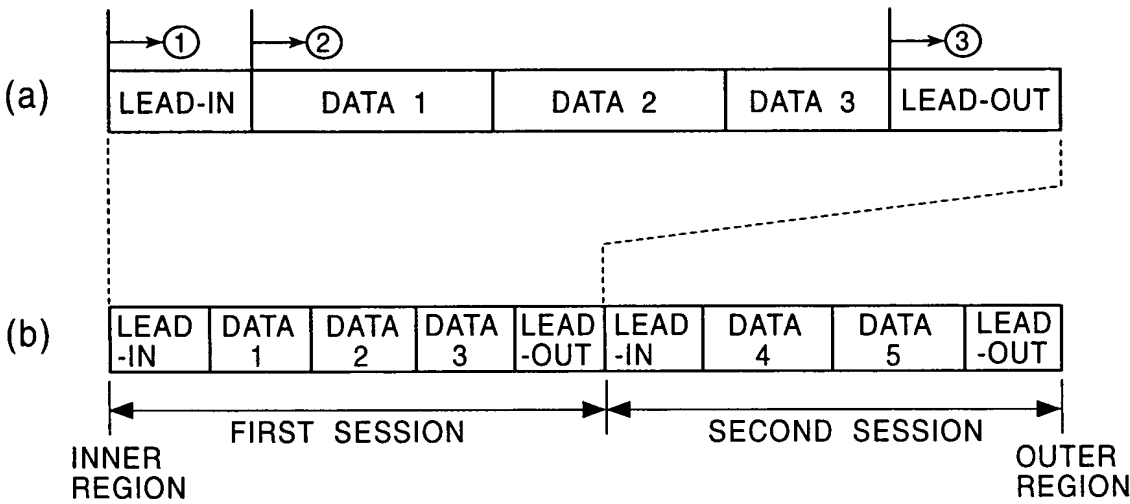 ① ② ③
(a) LEAD-IN DATA 1 DATA 2 DATA 3 LEAD-OUT
(b) LEAD DATA DATA DATA LEAD LEAD DATA DATA LEAD
-IN 1 2 3 -OUT -IN 4 5 -OUT
FIRST SESSION SECOND SESSION
INNER OUTER
REGION REGION